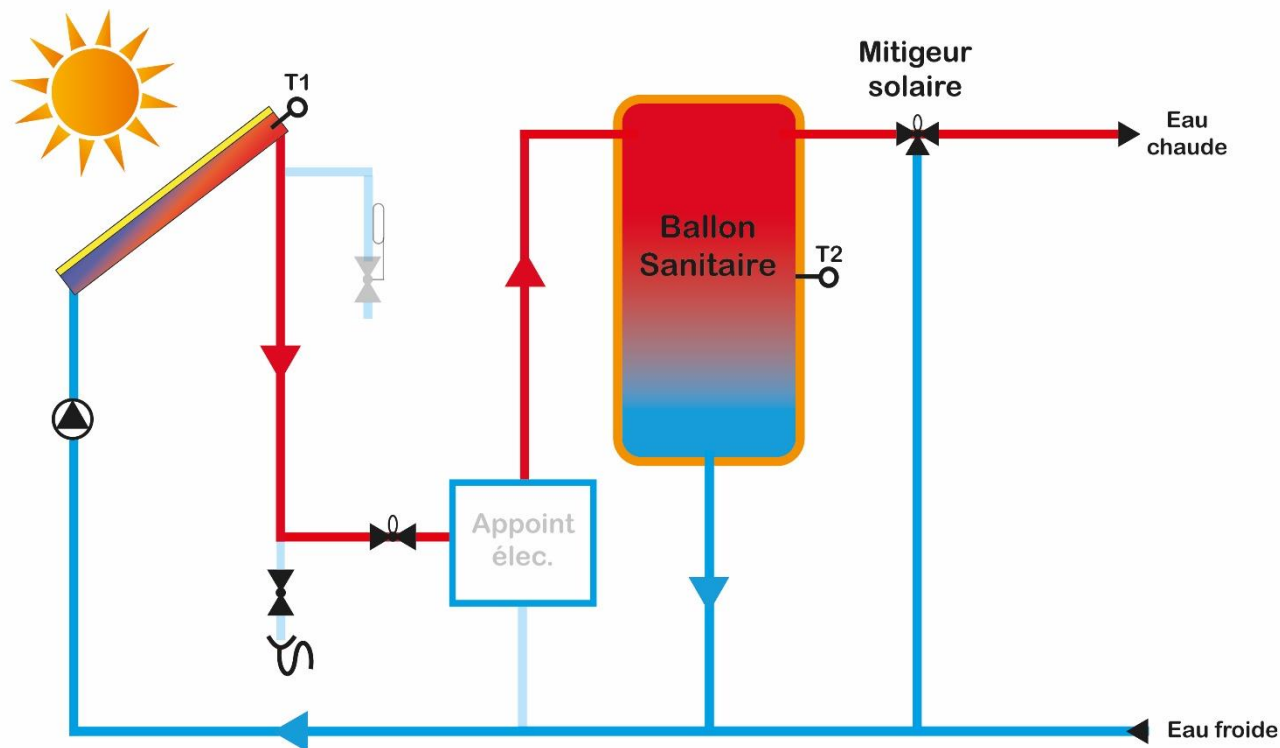 T1
Mitigeur
solaire
Eau
chaude
Ballon
Sanitaire
T2
Appoint
élec.
Eau froide